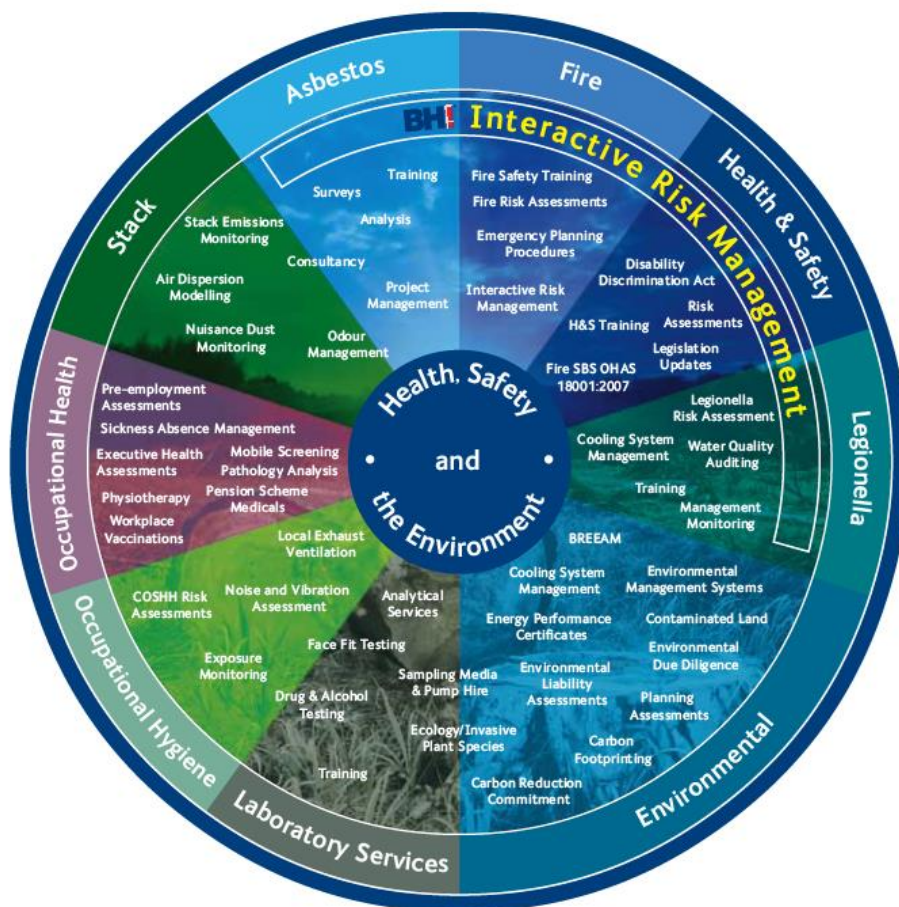 Asbestos
Fire
Health & Safety
Legionella
Environmental
Laboratory Services
Occupational Hygiene
Occupational Health
Stack
BH
Interactive Risk Management
Training
Surveys
Analysis
Consultancy
Project
Management
Fire Safety Training
Fire Risk Assessments
Emergency Planning
Procedures
Interactive Risk
Management
Disability
Discrimination Act
Risk
Assessments
H&S Training
Legislation
Updates
Fire SBS OHAS
18001:2007
Legionella
Risk Assessment
Cooling System
Management
Water Quality
Auditing
Training
Management
Monitoring
BREEAM
Cooling System
Management
Environmental
Management Systems
Energy Performance
Certificates
Contaminated Land
Environmental
Due Diligence
Environmental
Liability
Assessments
Planning
Assessments
Carbon
Footprinting
Carbon Reduction
Commitment
Analytical
Services
Face Fit Testing
Sampling Media
& Pump Hire
Drug & Alcohol
Testing
Ecology/Invasive
Plant Species
Training
Local Exhaust
Ventilation
COSHH Risk
Assessments
Noise and Vibration
Assessment
Exposure
Monitoring
Pre-employment
Assessments
Sickness Absence Management
Executive Health
Assessments
Mobile Screening
Pathology Analysis
Physiotherapy
Pension Scheme
Medicals
Workplace
Vaccinations
Stack Emissions
Monitoring
Air Dispersion
Modelling
Nuisance Dust
Monitoring
Odour
Management
Health, Safety
and
the Environment